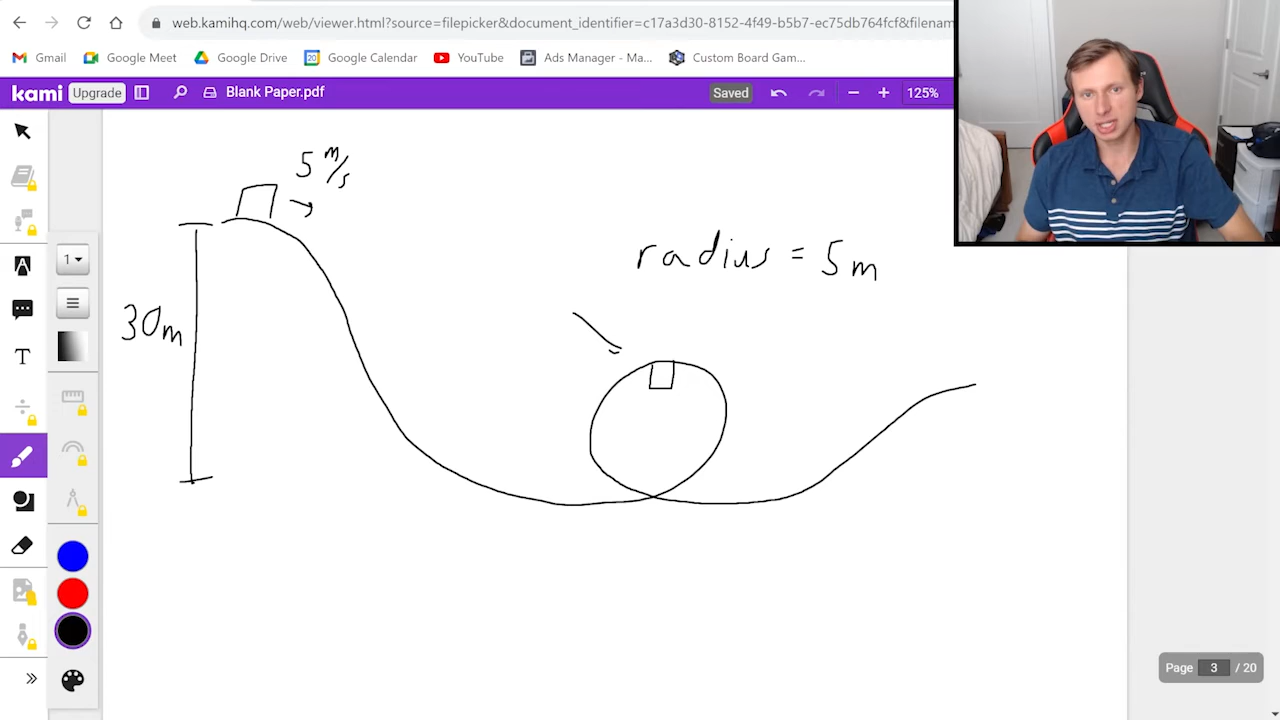 web.kamihq.com/web/viewer.html?source=filepicker&document_identifier=c17a3d30-8152-4f49-b5b7-ec75db764fcf&filenam
Gmail Google Meet Google Drive 20 Google Calendar YouTube Ads Manager - Ma... Custom Board Gam...
kami Upgrade Blank Paper.pdf Saved 125%
5 m/s
radius = 5m
1
30m
T
Page 3 / 20